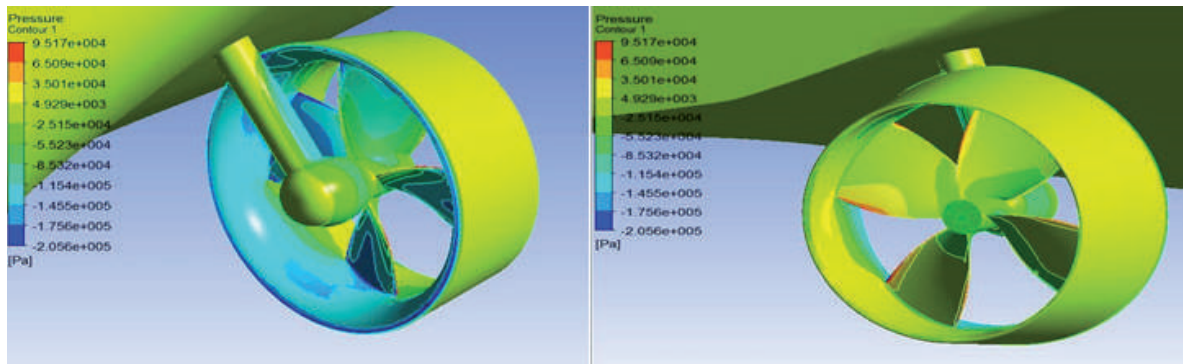 Pressure
Contour 1
9.517e+004
6.509e+004
3.501e+004
4.929e+003
-2.515e+004
-5.523e+004
-8.532e+004
-1.154e+005
-1.455e+005
-1.756e+005
-2.056e+005
[Pa]
Pressure
Contour 1
9.517e+004
6.509e+004
3.501e+004
4.929e+003
-2.515e+004
-5.523e+004
-8.532e+004
-1.154e+005
-1.455e+005
-1.756e+005
-2.056e+005
[Pa]